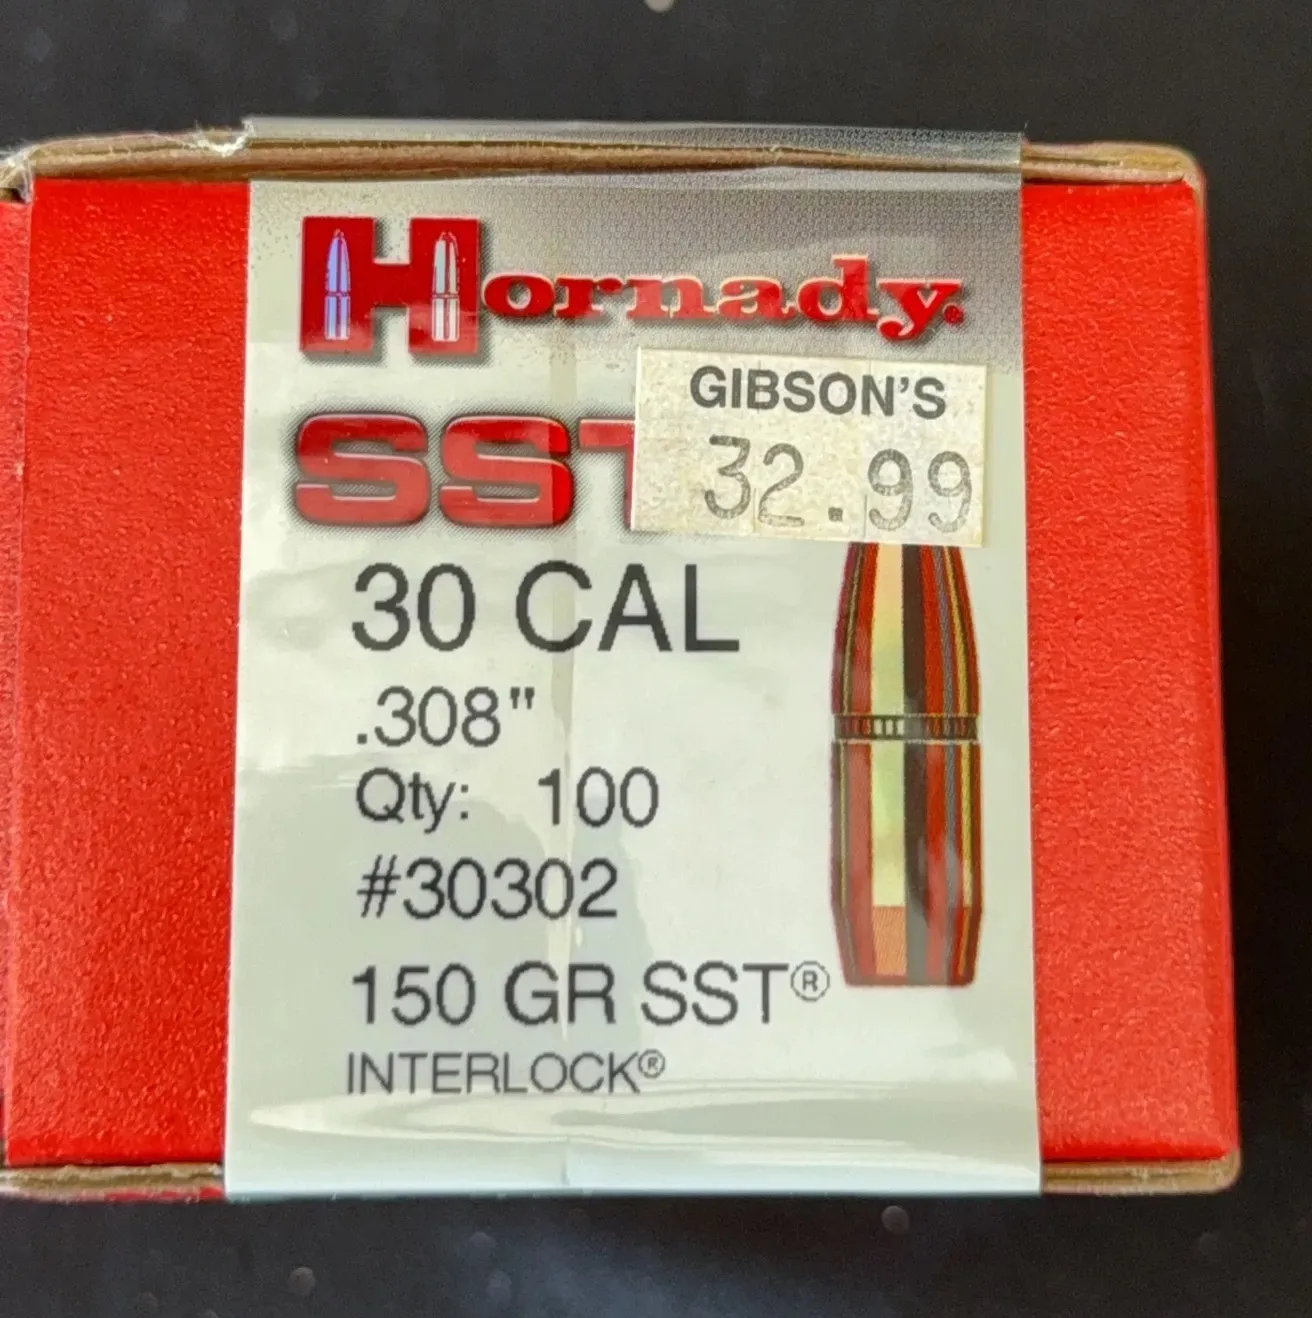 Hornady.
SST
GIBSON'S
32.99
30 CAL
.308"
Qty: 100
#30302
150 GR SST®
INTERLOCK®